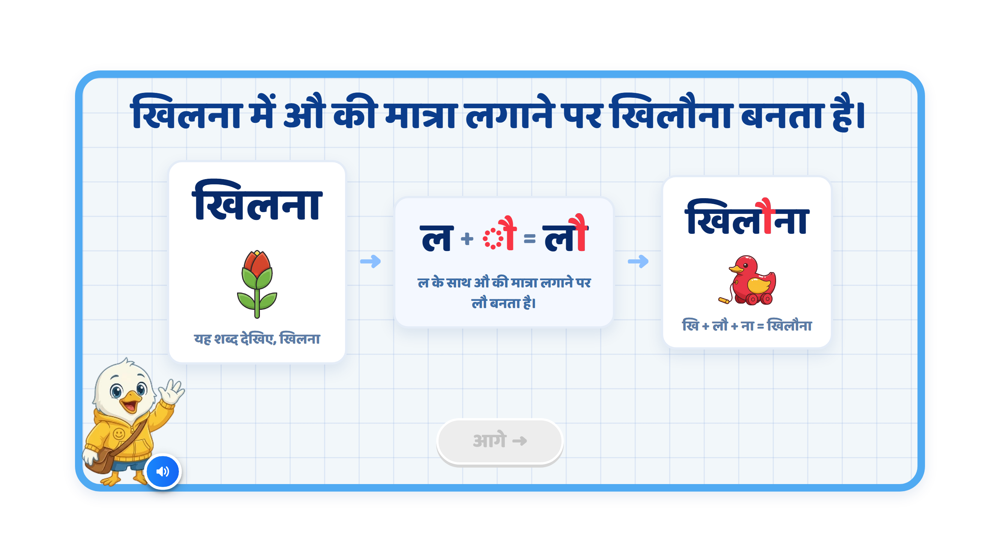 खिलना में औ की मात्रा लगाने पर खिलौना बनता है।
खिलना
यह शब्द देखिए, खिलना
→
ल + ौ = लौ
ल के साथ औ की मात्रा लगाने पर
लौ बनता है।
→
खिलौना
खि + लौ + ना = खिलौना
आगे →